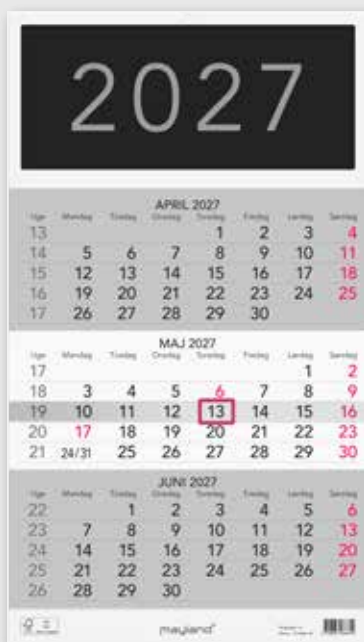 2027
APRIL 2027
Uge Mandag Tirsdag Onsdag Torsdag Fredag Lørdag Søndag
13 1 2 3 4
14 5 6 7 8 9 10 11
15 12 13 14 15 16 17 18
16 19 20 21 22 23 24 25
17 26 27 28 29 30
MAJ 2027
Uge Mandag Tirsdag Onsdag Torsdag Fredag Lørdag Søndag
17 1 2
18 3 4 5 6 7 8 9
19 10 11 12 13 14 15 16
20 17 18 19 20 21 22 23
21 24/31 25 26 27 28 29 30
JUNI 2027
Uge Mandag Tirsdag Onsdag Torsdag Fredag Lørdag Søndag
22 1 2 3 4 5 6
23 7 8 9 10 11 12 13
24 14 15 16 17 18 19 20
25 21 22 23 24 25 26 27
26 28 29 30
mayland